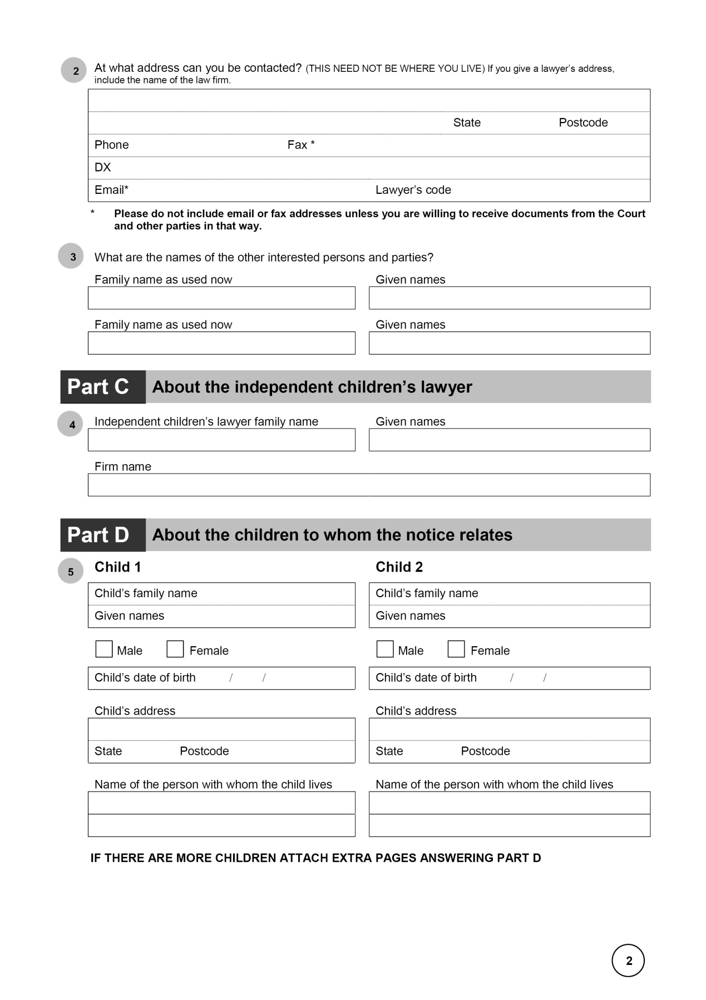 2 At what address can you be contacted? (THIS NEED NOT BE WHERE YOU LIVE) If you give a lawyer’s address,
include the name of the law firm.
State Postcode
Phone Fax *
DX
Email* Lawyer’s code
* Please do not include email or fax addresses unless you are willing to receive documents from the Court
and other parties in that way.
3 What are the names of the other interested persons and parties?
Family name as used now Given names
Family name as used now Given names
Part C About the independent children’s lawyer
4 Independent children’s lawyer family name Given names
Firm name
Part D About the children to whom the notice relates
5 Child 1 Child 2
Child’s family name Child’s family name
Given names Given names
Male Female Male Female
Child’s date of birth / / Child’s date of birth / /
Child’s address Child’s address
State Postcode State Postcode
Name of the person with whom the child lives Name of the person with whom the child lives
IF THERE ARE MORE CHILDREN ATTACH EXTRA PAGES ANSWERING PART D
2